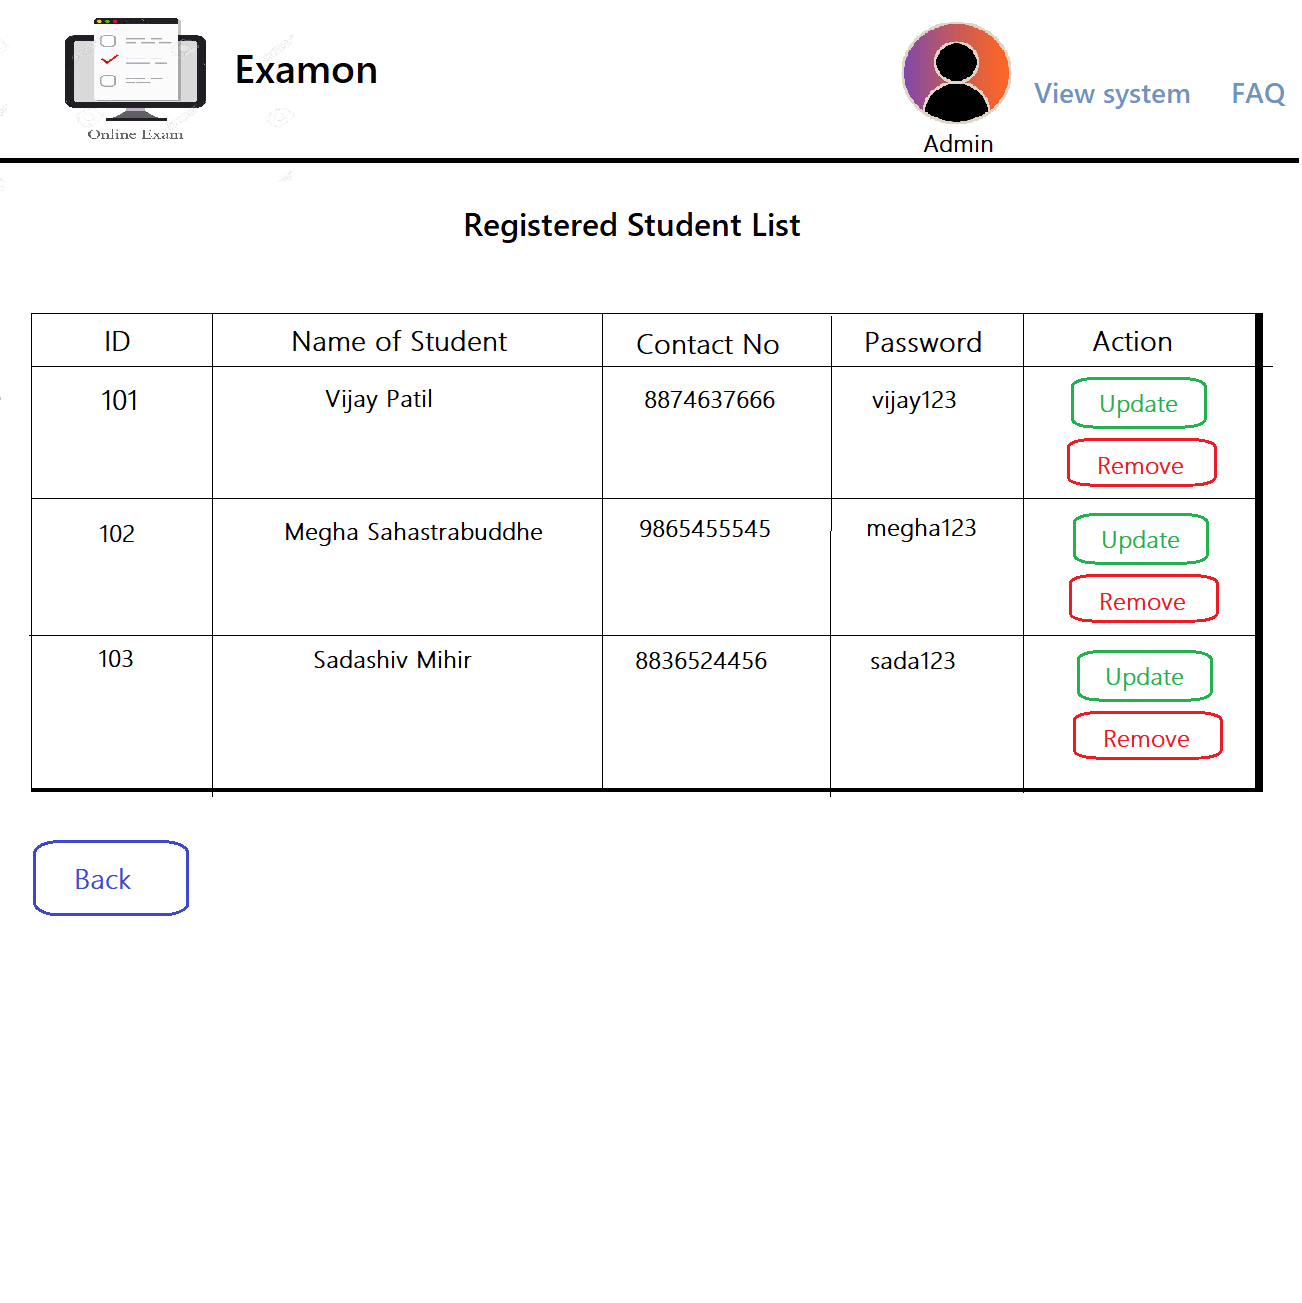 Examon
Online Exam
Admin
View system
FAQ
Registered Student List
ID Name of Student Contact No Password Action
101 Vijay Patil 8874637666 vijay123 Update
Remove
102 Megha Sahastrabuddhe 9865455545 megha123 Update
Remove
103 Sadashiv Mihir 8836524456 sada123 Update
Remove
Back